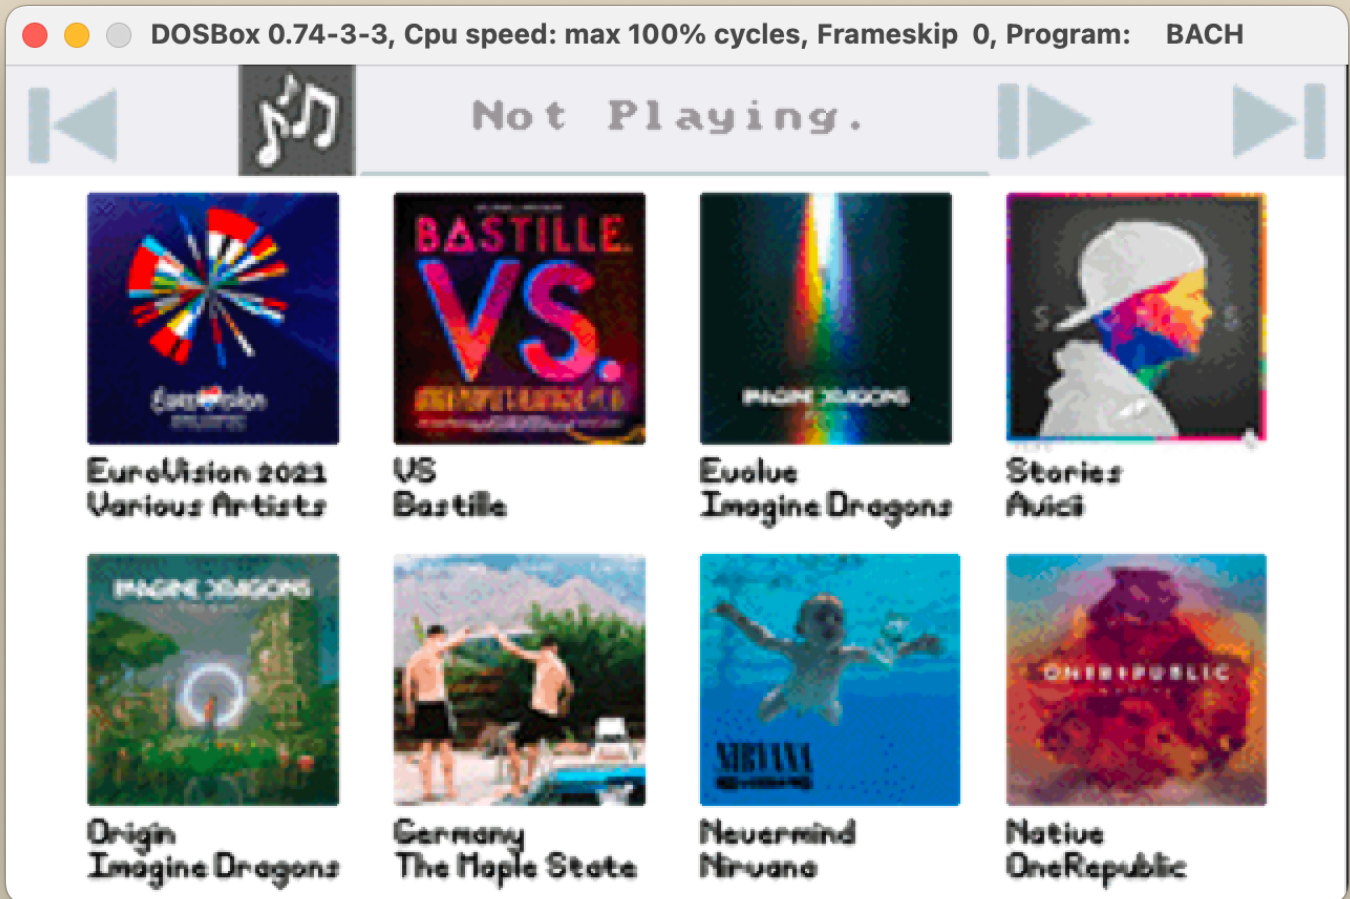 DOSBox 0.74-3-3, Cpu speed: max 100% cycles, Frameskip 0, Program: BACH
Not Playing.
EUROVISION
BASTILLE.
VS.
IMAGINE DRAGONS
EuroVision 2021
Various Artists
VS
Bastille
Evolve
Imagine Dragons
Stories
Avicii
IMAGINE DRAGONS
NIRVANA
NEVERMIND
ONEREPUBLIC
Origin
Imagine Dragons
Germany
The Maple State
Nevermind
Nirvana
Native
OneRepublic